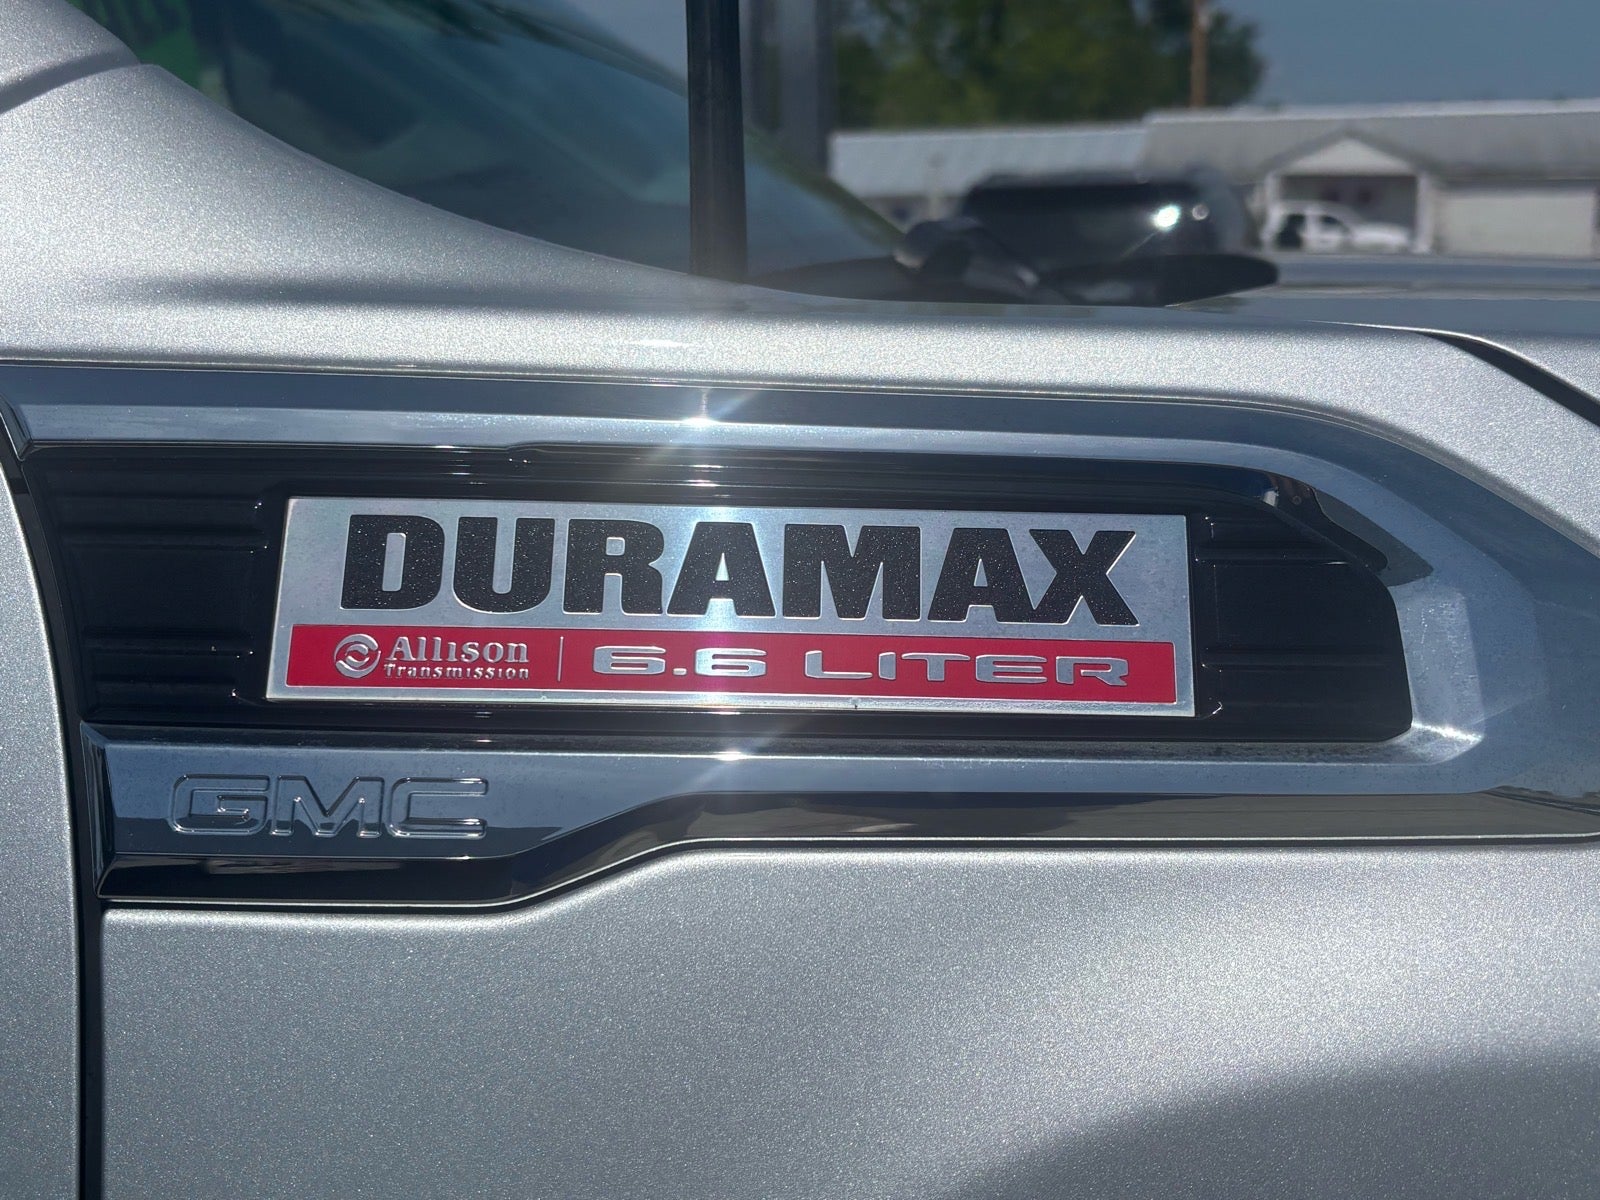 DURAMAX
Allison
Transmission
6.6 LITER
GMC